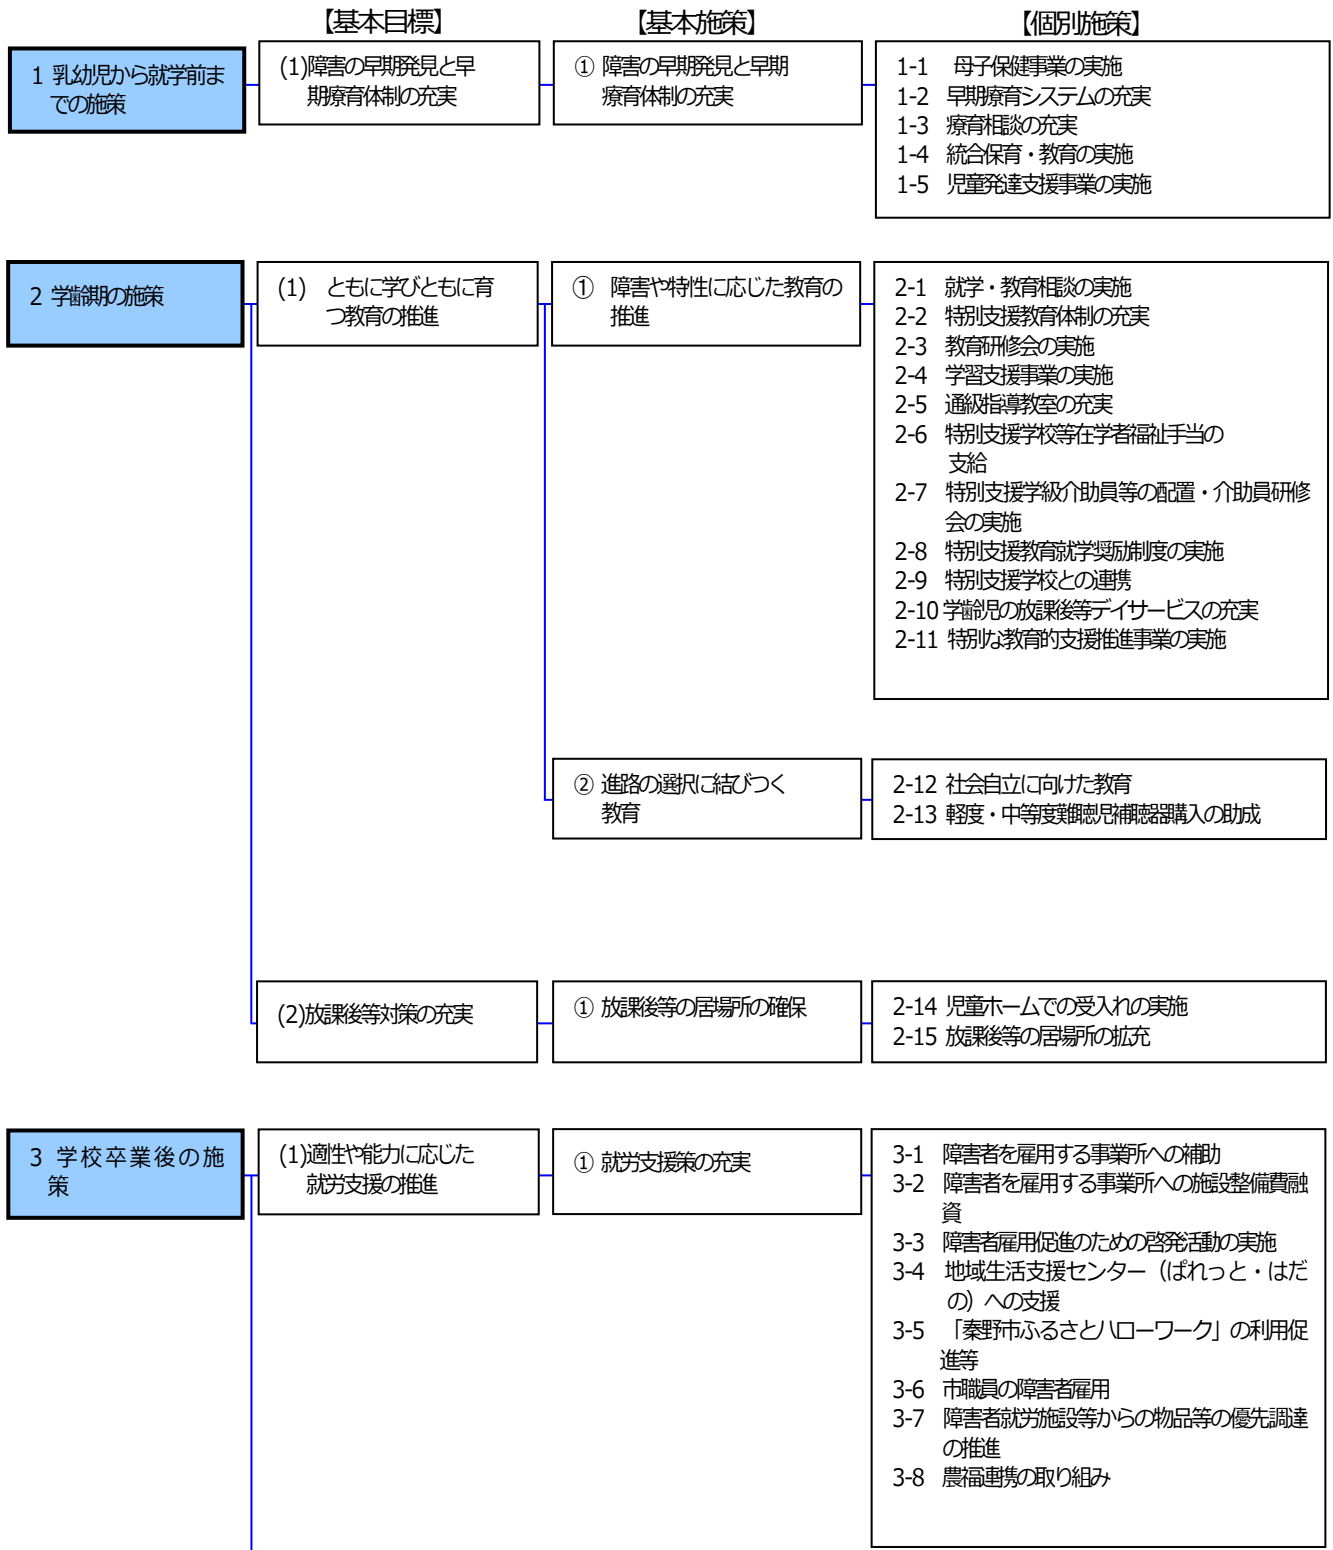 【基本目標】 【基本施策】 【個別施策】
1 乳幼児から就学前ま
での施策
(1)障害の早期発見と早
期療育体制の充実
① 障害の早期発見と早期
療育体制の充実
1-1 母子保健事業の実施
1-2 早期療育システムの充実
1-3 療育相談の充実
1-4 統合保育・教育の実施
1-5 児童発達支援事業の実施
2 学齢期の施策
(1) ともに学びともに育
つ教育の推進
① 障害や特性に応じた教育の
推進
2-1 就学・教育相談の実施
2-2 特別支援教育体制の充実
2-3 教育研修会の実施
2-4 学習支援事業の実施
2-5 通級指導教室の充実
2-6 特別支援学校等在学者福祉手当の
支給
2-7 特別支援学級介助員等の配置・介助員研修
会の実施
2-8 特別支援教育就学奨励制度の実施
2-9 特別支援学校との連携
2-10 学齢児の放課後等デイサービスの充実
2-11 特別な教育的支援推進事業の実施
② 進路の選択に結びつく
教育
2-12 社会自立に向けた教育
2-13 軽度・中等度難聴児補聴器購入の助成
(2)放課後等対策の充実
① 放課後等の居場所の確保
2-14 児童ホームでの受入れの実施
2-15 放課後等の居場所の拡充
3 学校卒業後の施
策
(1)適性や能力に応じた
就労支援の推進
① 就労支援策の充実
3-1 障害者を雇用する事業所への補助
3-2 障害者を雇用する事業所への施設整備費融
資
3-3 障害者雇用促進のための啓発活動の実施
3-4 地域生活支援センター（ぱれっと・はだ
の）への支援
3-5 「秦野市ふるさとハローワーク」の利用促
進等
3-6 市職員の障害者雇用
3-7 障害者就労施設等からの物品等の優先調達
の推進
3-8 農福連携の取り組み